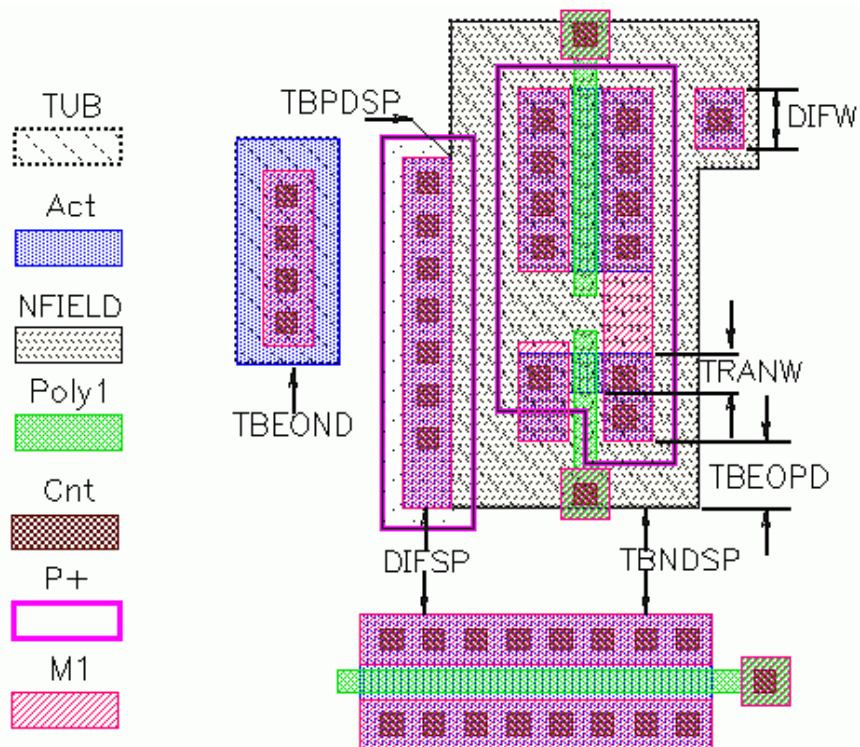 TUB
Act
NFIELD
Poly1
Cnt
P+
M1
TBPDSP
DIFW
TBEOND
TRANW
TBEOPD
DIFSP
TBNDSP